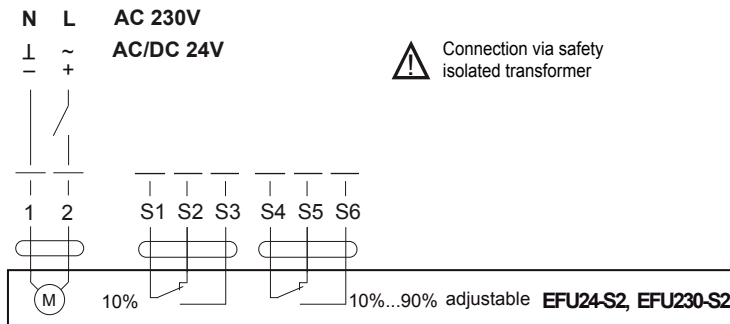 N L AC 230V
⊥ ~ AC/DC 24V
− +
Connection via safety
isolated transformer
1 2 S1 S2 S3 S4 S5 S6
M 10% 10%...90% adjustable EFU24-S2, EFU230-S2